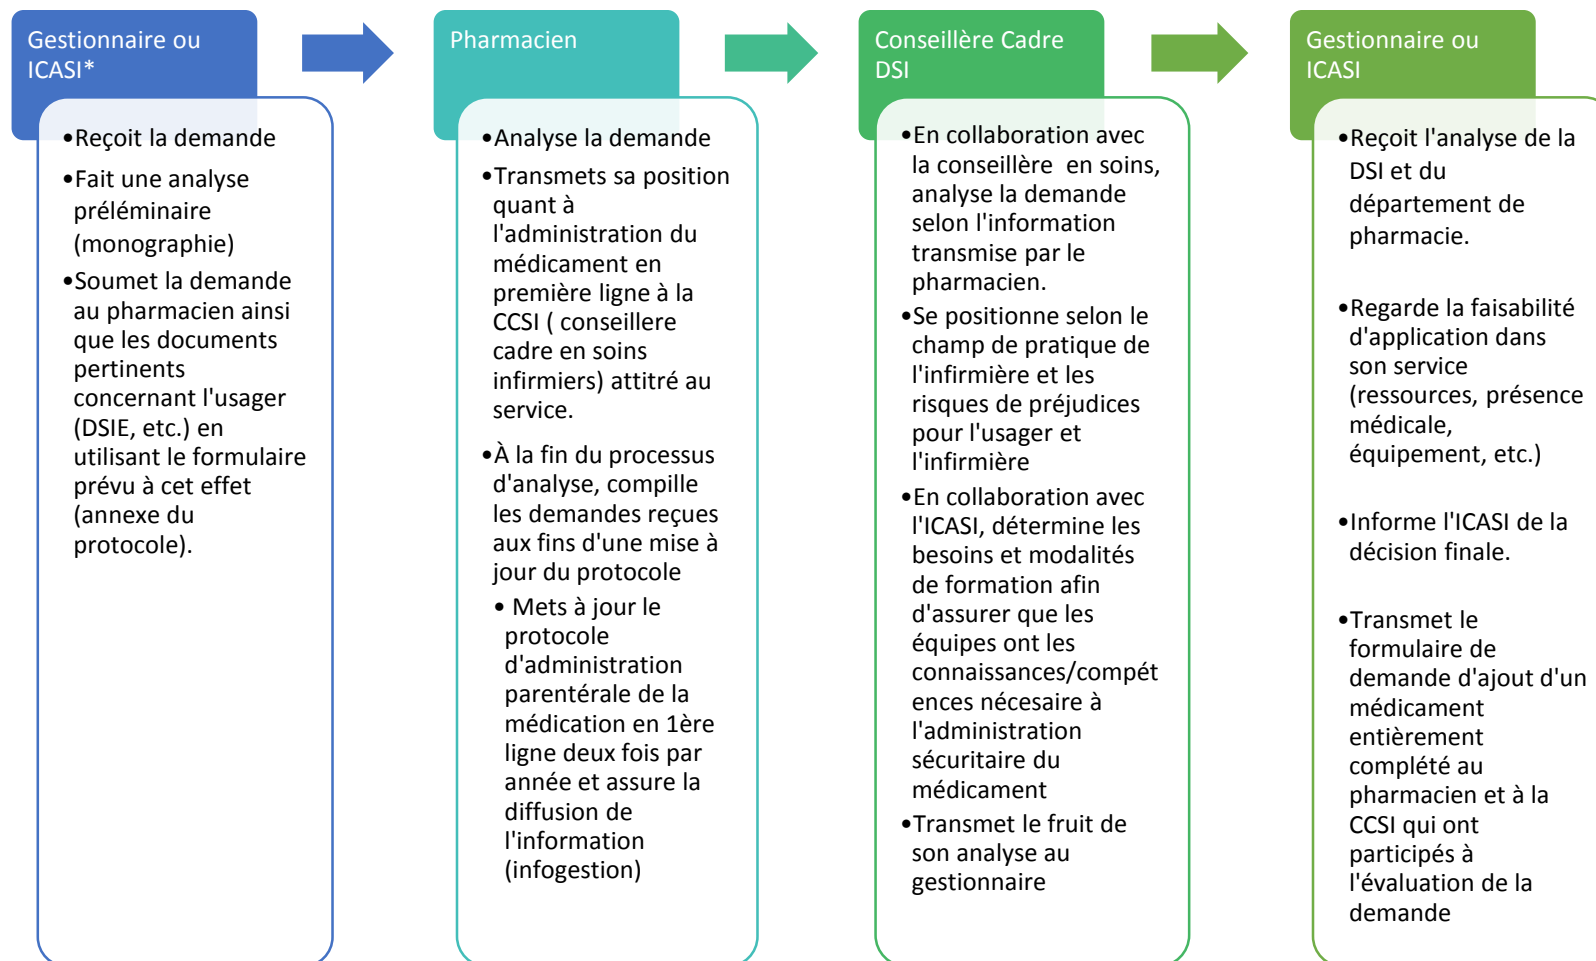 Gestionnaire ou
ICASI*
•Reçoit la demande
•Fait une analyse
préléminaire
(monographie)
•Soumet la demande
au pharmacien ainsi
que les documents
pertinents
concernant l'usager
(DSIE, etc.) en
utilisant le formulaire
prévu à cet effet
(annexe du
protocole).
Pharmacien
•Analyse la demande
•Transmets sa position
quant à
l'administration du
médicament en
première ligne à la
CCSI ( conseillere
cadre en soins
infirmiers) attitré au
service.
•À la fin du processus
d'analyse, compille
les demandes reçues
aux fins d'une mise à
jour du protocole
• Mets à jour le
protocole
d'administration
parentérale de la
médication en 1ère
ligne deux fois par
année et assure la
diffusion de
l'information
(infogestion)
Conseillère Cadre
DSI
•En collaboration avec
la conseillère  en soins,
analyse la demande
selon l'information
transmise par le
pharmacien.
•Se positionne selon le
champ de pratique de
l'infirmière et les
risques de préjudices
pour l'usager et
l'infirmière
•En collaboration avec
l'ICASI, détermine les
besoins et modalités
de formation afin
d'assurer que les
équipes ont les
connaissances/compét
ences nécesaire à
l'administration
sécuritaire du
médicament
•Transmet le fruit de
son analyse au
gestionnaire
Gestionnaire ou
ICASI
•Reçoit l'analyse de la
DSI et du
département de
pharmacie.
•Regarde la faisabilité
d'application dans
son service
(ressources, présence
médicale,
équipement, etc.)
•Informe l'ICASI de la
décision finale.
•Transmet le
formulaire de
demande d'ajout d'un
médicament
entièrement
complété au
pharmacien et à la
CCSI qui ont
participés à
l'évaluation de la
demande